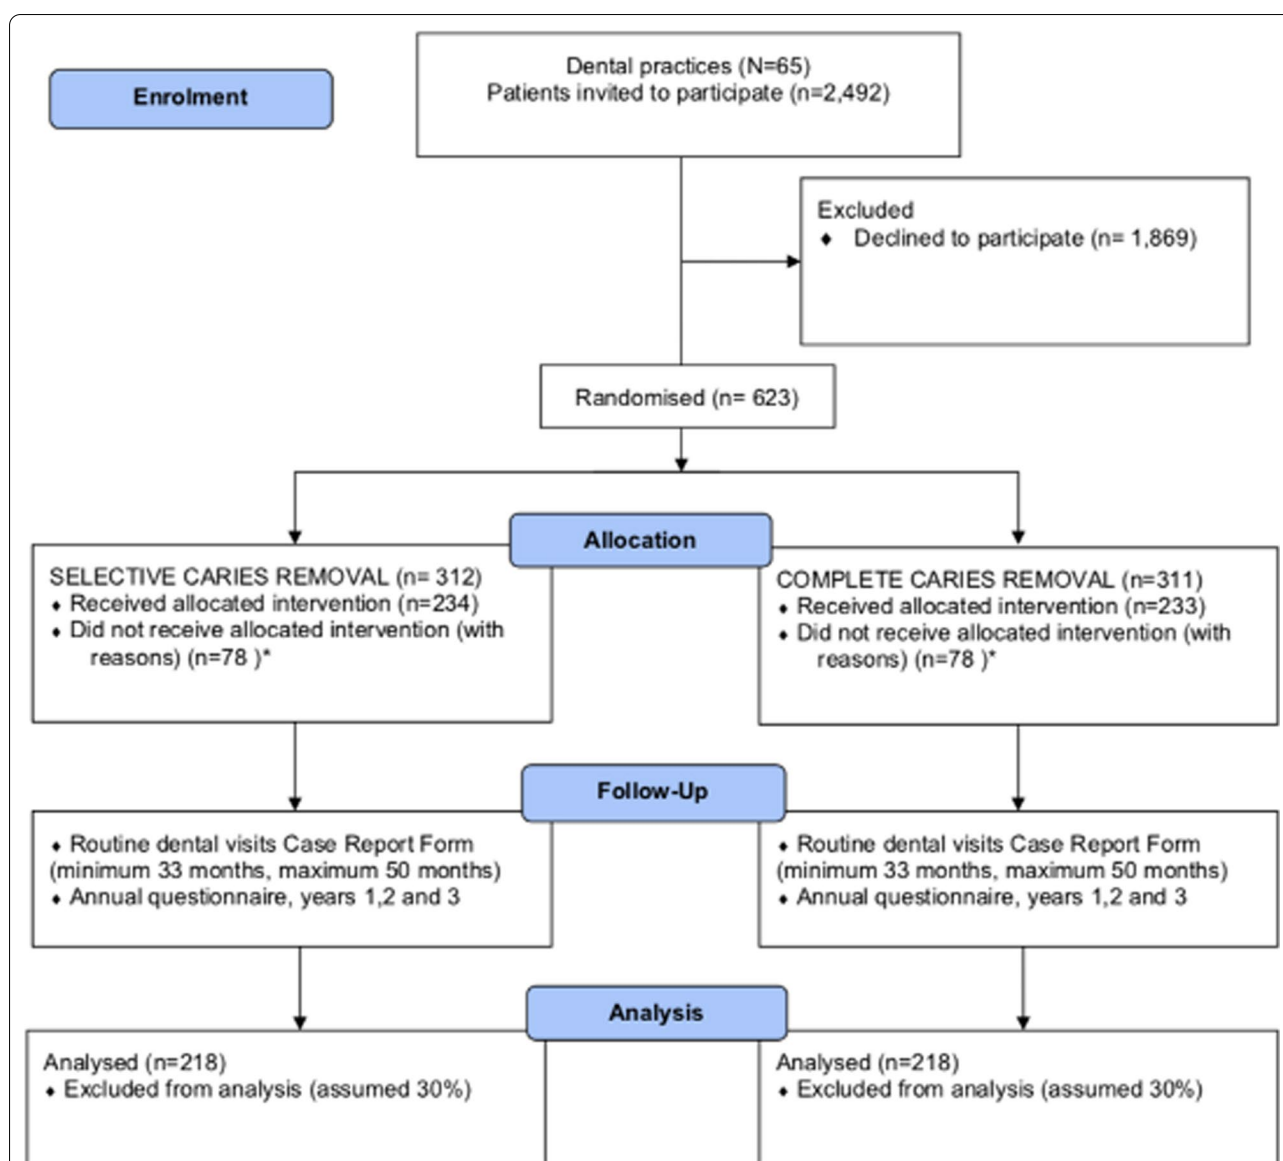 Enrolment
Dental practices (N=65)
Patients invited to participate (n=2,492)
Excluded
♦ Declined to participate (n= 1,869)
Randomised (n= 623)
Allocation
SELECTIVE CARIES REMOVAL (n= 312)
♦ Received allocated intervention (n=234)
♦ Did not receive allocated intervention (with
reasons) (n=78 )*
COMPLETE CARIES REMOVAL (n=311)
♦ Received allocated intervention (n=233)
♦ Did not receive allocated intervention (with
reasons) (n=78 )*
Follow-Up
♦ Routine dental visits Case Report Form
(minimum 33 months, maximum 50 months)
♦ Annual questionnaire, years 1,2 and 3
♦ Routine dental visits Case Report Form
(minimum 33 months, maximum 50 months)
♦ Annual questionnaire, years 1,2 and 3
Analysis
Analysed (n=218)
♦ Excluded from analysis (assumed 30%)
Analysed (n=218)
♦ Excluded from analysis (assumed 30%)